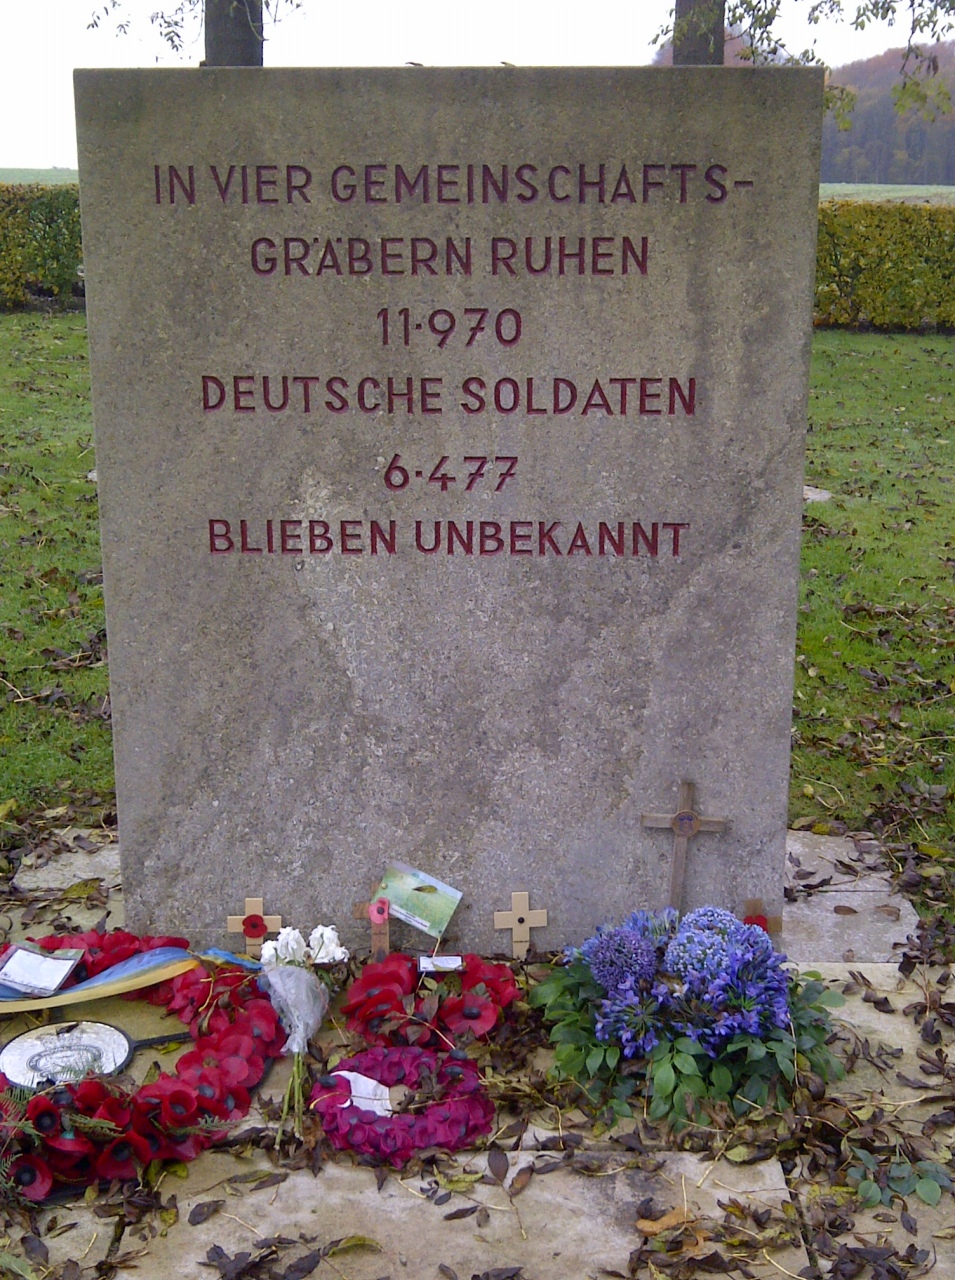 IN VIER GEMEINSCHAFTS-
GRÄBERN RUHEN
11·970
DEUTSCHE SOLDATEN
6·477
BLIEBEN UNBEKANNT